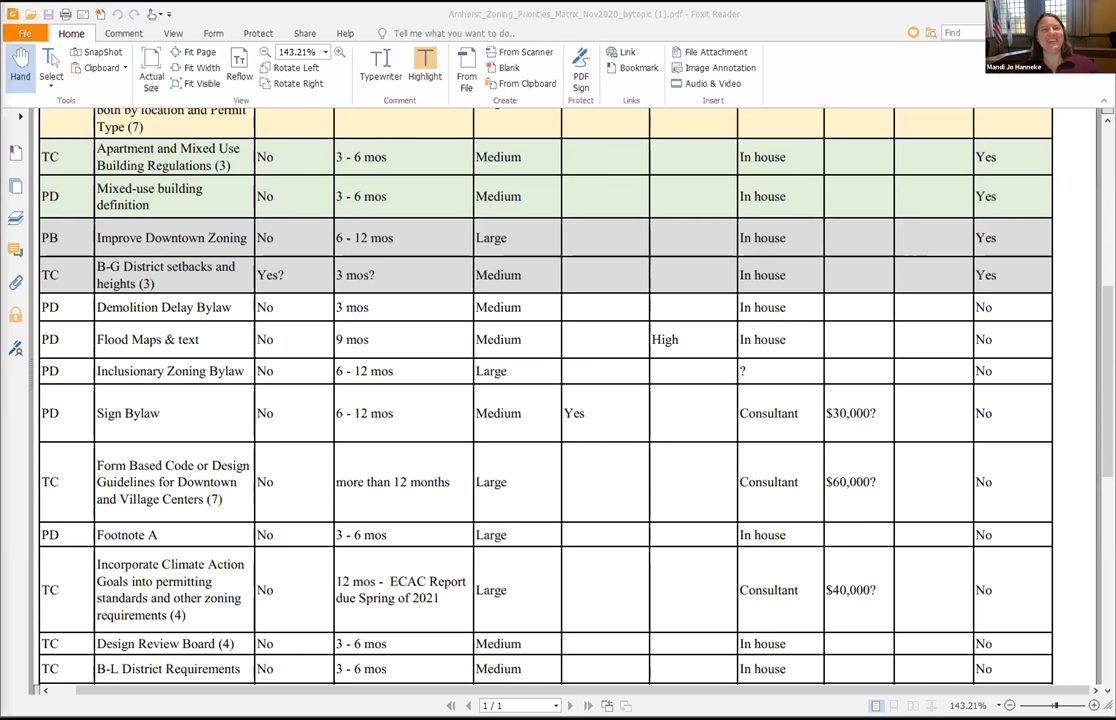 Amherst_Zoning_Priorities_Matrix_Nov2020_bytopic (1).pdf - Foxit Reader
File Home Comment View Form Protect Share Help Tell me what you want to do.. Find
Hand
Select
SnapShot
Clipboard
Tools
Actual Size
Fit Page
Fit Width
Fit Visible
Reflow
143.21%
Rotate Left
Rotate Right
View
Typewriter
Highlight
Comment
From File
From Scanner
Blank
From Clipboard
Create
PDF Sign
Protect
Link
Bookmark
Links
File Attachment
Image Annotation
Audio & Video
Insert
Mandi Jo Hanneke
both by location and Permit
Type (7)
TC Apartment and Mixed Use Building Regulations (3) No 3 - 6 mos Medium In house Yes
PD Mixed-use building definition No 3 - 6 mos Medium In house Yes
PB Improve Downtown Zoning No 6 - 12 mos Large In house Yes
TC B-G District setbacks and heights (3) Yes? 3 mos? Medium In house Yes
PD Demolition Delay Bylaw No 3 mos Medium In house No
PD Flood Maps & text No 9 mos Medium High In house No
PD Inclusionary Zoning Bylaw No 6 - 12 mos Large ? No
PD Sign Bylaw No 6 - 12 mos Medium Yes Consultant $30,000? No
TC Form Based Code or Design Guidelines for Downtown and Village Centers (7) No more than 12 months Large Consultant $60,000? No
PD Footnote A No 3 - 6 mos Large In house No
TC Incorporate Climate Action Goals into permitting standards and other zoning requirements (4) No 12 mos - ECAC Report due Spring of 2021 Large Consultant $40,000? No
TC Design Review Board (4) No 3 - 6 mos Medium In house No
TC B-L District Requirements No 3 - 6 mos Medium In house No
1 / 1
143.21%